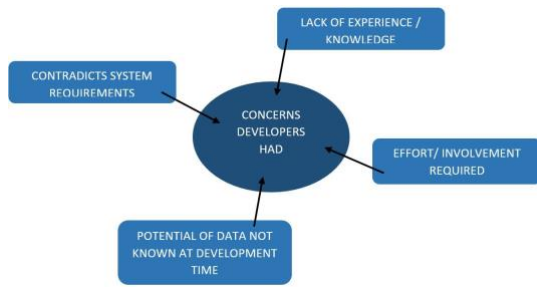 LACK OF EXPERIENCE /
KNOWLEDGE
CONTRADICTS SYSTEM
REQUIREMENTS
CONCERNS
DEVELOPERS
HAD
EFFORT/ INVOLVEMENT
REQUIRED
POTENTIAL OF DATA NOT
KNOWN AT DEVELOPMENT
TIME